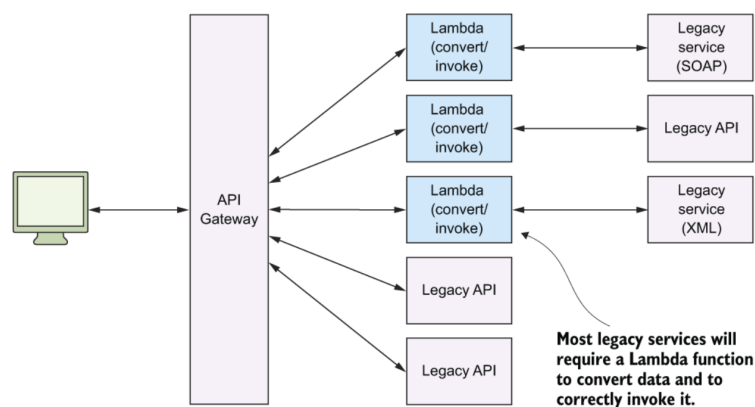 API
Gateway
Lambda
(convert/
invoke)
Legacy
service
(SOAP)
Lambda
(convert/
invoke)
Legacy API
Lambda
(convert/
invoke)
Legacy
service
(XML)
Legacy API
Legacy API
Most legacy services will
require a Lambda function
to convert data and to
correctly invoke it.